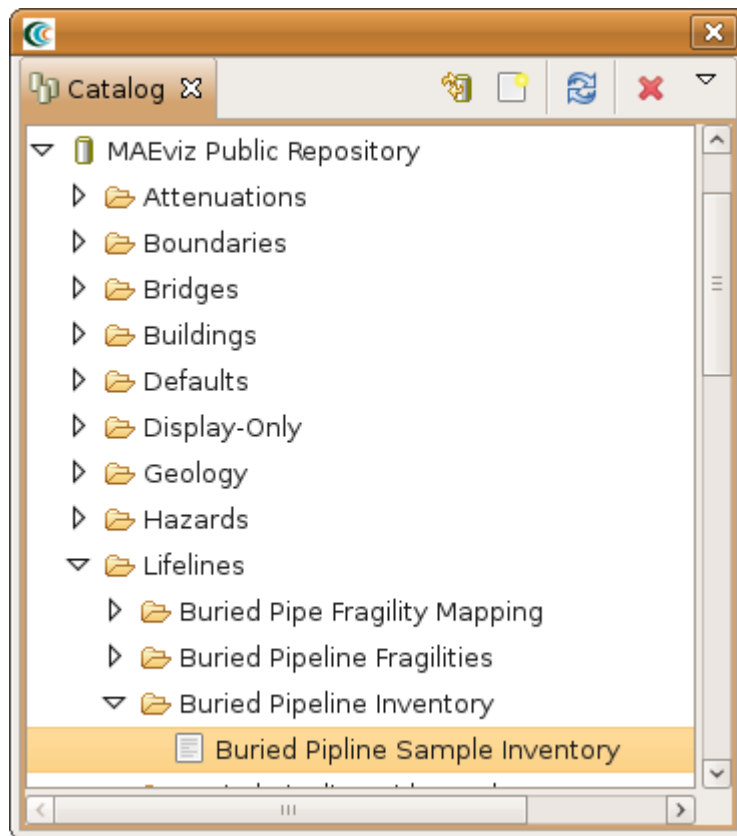 Catalog
MAEviz Public Repository
Attenuations
Boundaries
Bridges
Buildings
Defaults
Display-Only
Geology
Hazards
Lifelines
Buried Pipe Fragility Mapping
Buried Pipeline Fragilities
Buried Pipeline Inventory
Buried Pipline Sample Inventory